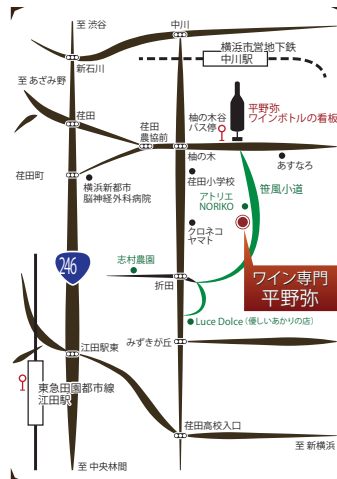 至 渋谷
中川
横浜市営地下鉄
中川駅
新石川
至 あざみ野
平野弥
ワインボトルの看板
荏田
荏田
農協前
柚の木谷
バス停
柚の木
あすなろ
荏田町
横浜新都市
脳神経外科病院
荏田小学校
笹風小道
アトリエ
NORIKO
クロネコ
ヤマト
246
志村農園
折田
ワイン専門
平野弥
Luce Dolce（優しいあかりの店）
江田駅東
みずきが丘
東急田園都市線
江田駅
荏田高校入口
至 新横浜
至 中央林間